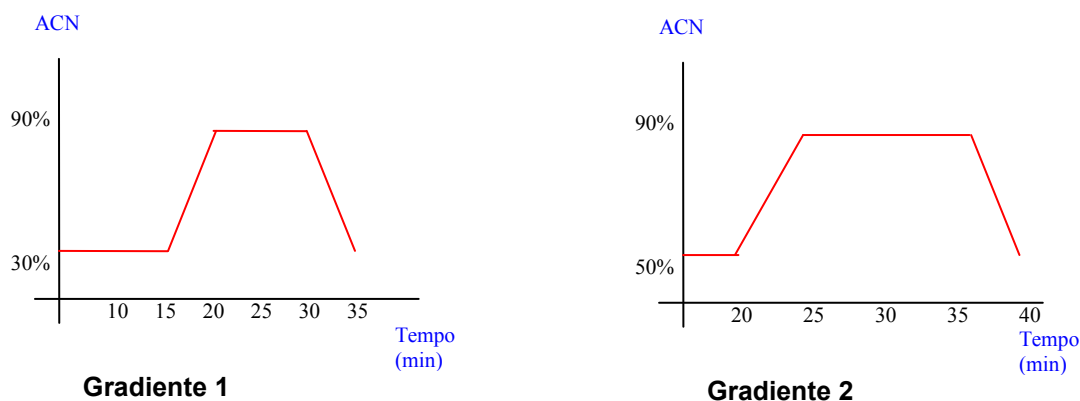 ACN
90%
30%
10 15 20 25 30 35
Tempo
(min)
Gradiente 1
ACN
90%
50%
20 25 30 35 40
Tempo
(min)
Gradiente 2